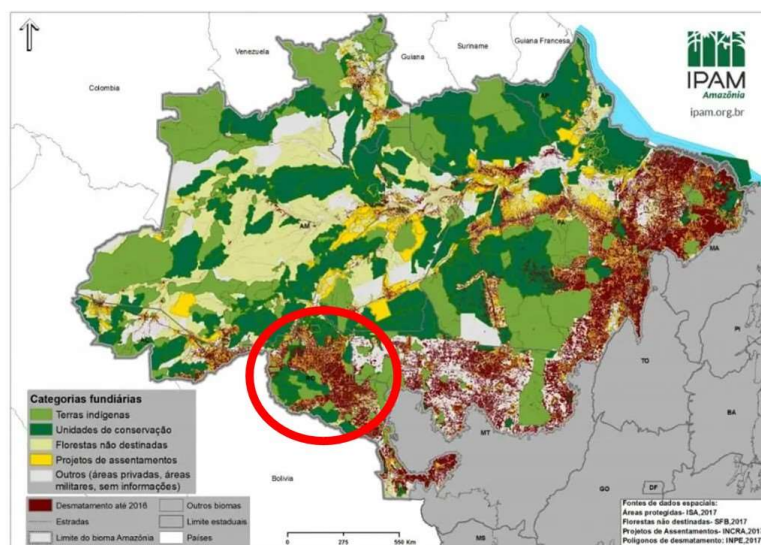 Venezuela
Suriname
Guiana Francesa
Guiana
Colombia
IPAM
Amazônia
ipam.org.br
AP
AM
PA
MA
PI
TO
BA
MT
GO
DF
MS
Bolivia
Categorias fundiárias
Terras indígenas
Unidades de conservação
Florestas não destinadas
Projetos de assentamentos
Outros (áreas privadas, áreas
militares, sem informações)
Desmatamento até 2016
Outros biomas
Estradas
Limite estaduais
Limite do bioma Amazônia
Países
0 275 550 Km
Fontes de dados espaciais:
Áreas protegidas- ISA,2017
Florestas não destinadas- SFB,2017
Projetos de Assentamentos- INCRA,2017
Polígonos de desmatamento: INPE,2017